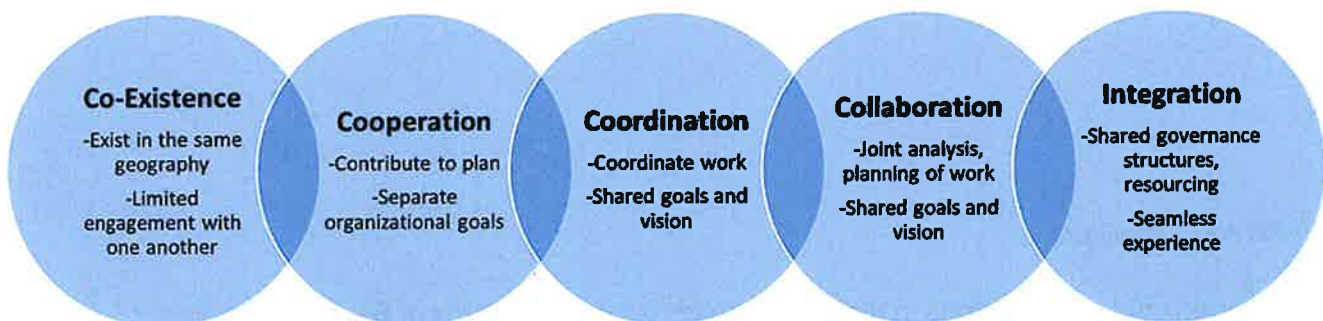 Co-Existence
-Exist in the same
geography
-Limited
engagement with
one another
Cooperation
-Contribute to plan
-Separate
organizational goals
Coordination
-Coordinate work
-Shared goals and
vision
Collaboration
-Joint analysis,
planning of work
-Shared goals and
vision
Integration
-Shared governance
structures,
resourcing
-Seamless
experience